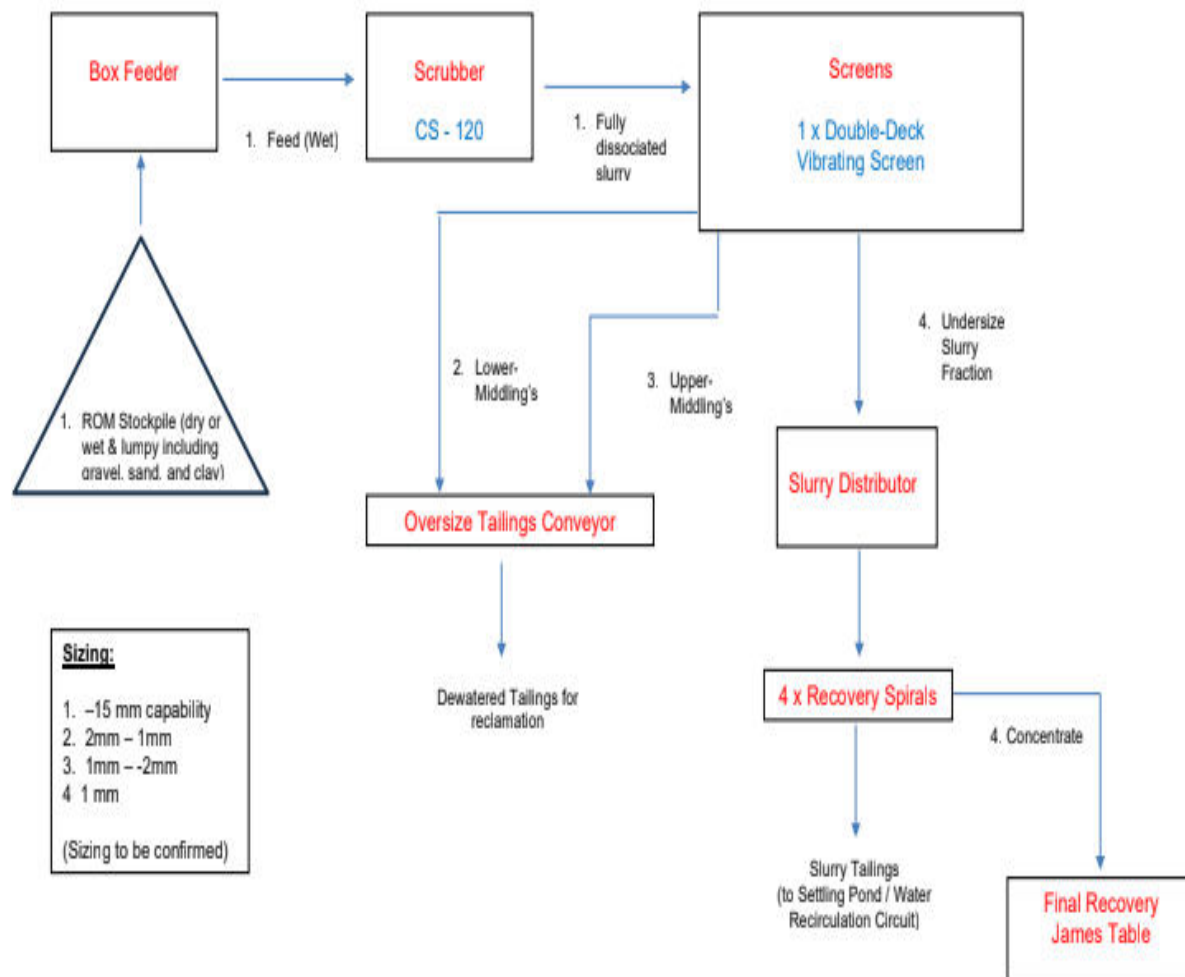 Box Feeder
Scrubber
CS - 120
Screens
1 x Double-Deck
Vibrating Screen
1. Feed (Wet)
1. Fully
dissociated
slurry
2. Lower-
Middling's
3. Upper-
Middling's
4. Undersize
Slurry
Fraction
1. ROM Stockpile (dry or
wet & lumpy including
gravel, sand, and clay)
Slurry Distributor
Oversize Tailings Conveyor
Sizing:
1. –15 mm capability
2. 2mm – 1mm
3. 1mm – -2mm
4 1 mm
(Sizing to be confirmed)
Dewatered Tailings for
reclamation
4 x Recovery Spirals
4. Concentrate
Slurry Tailings
(to Settling Pond / Water
Recirculation Circuit)
Final Recovery
James Table